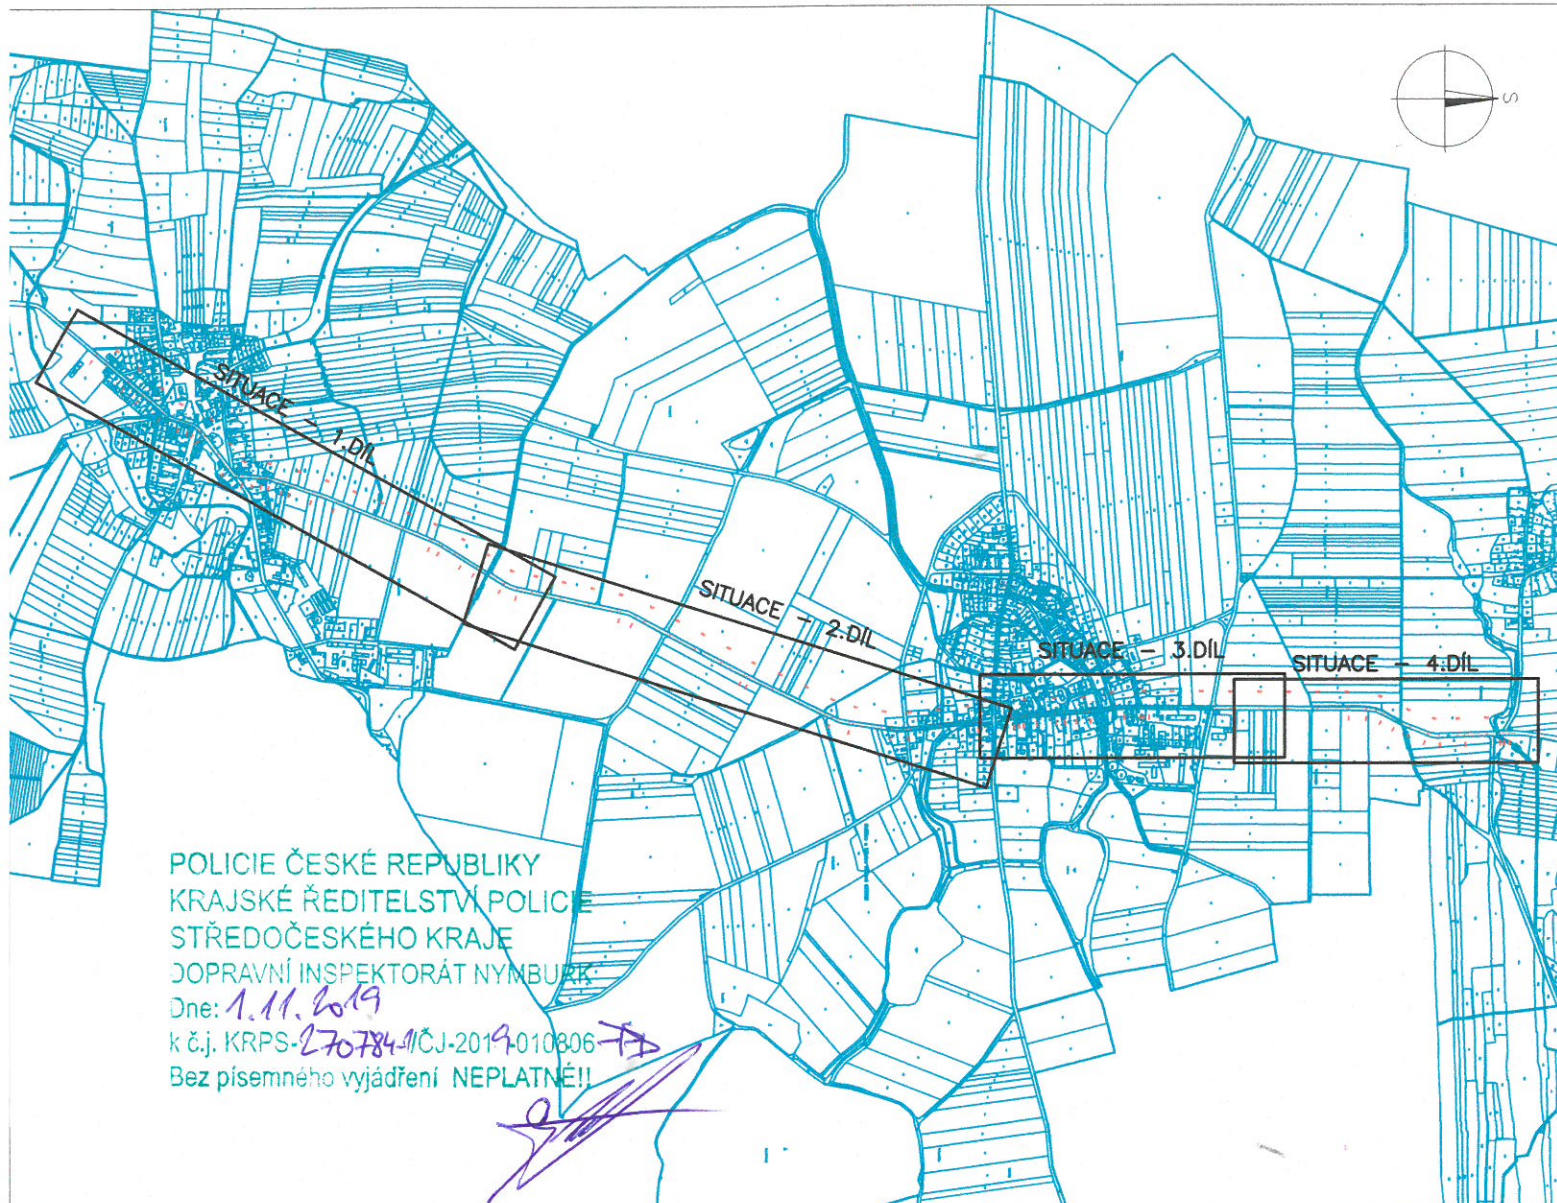 S
SITUACE – 1.DÍL
SITUACE – 2.DÍL
SITUACE – 3.DÍL
SITUACE – 4.DÍL
POLICIE ČESKÉ REPUBLIKY
KRAJSKÉ ŘEDITELSTVÍ POLICIE
STŘEDOČESKÉHO KRAJE
DOPRAVNÍ INSPEKTORÁT NYMBURK
Dne: 1.11.2019
k č.j. KRPS-270784-1/ČJ-2019-010806
Bez písemného vyjádření NEPLATNÉ!!